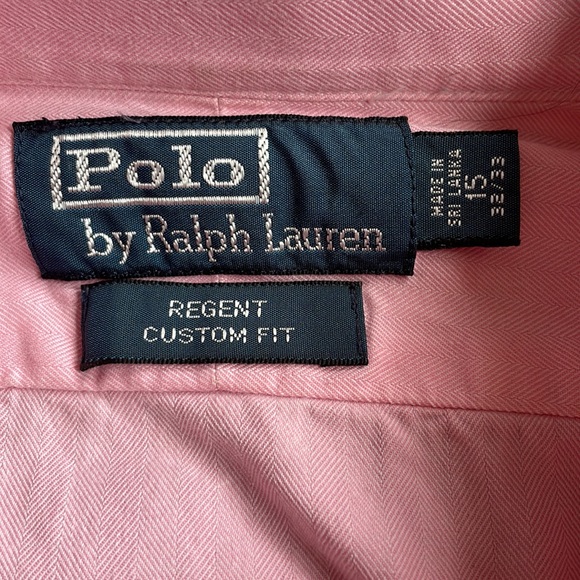 Polo
by Ralph Lauren
MADE IN
SRI LANKA
15
32/33
REGENT
CUSTOM FIT